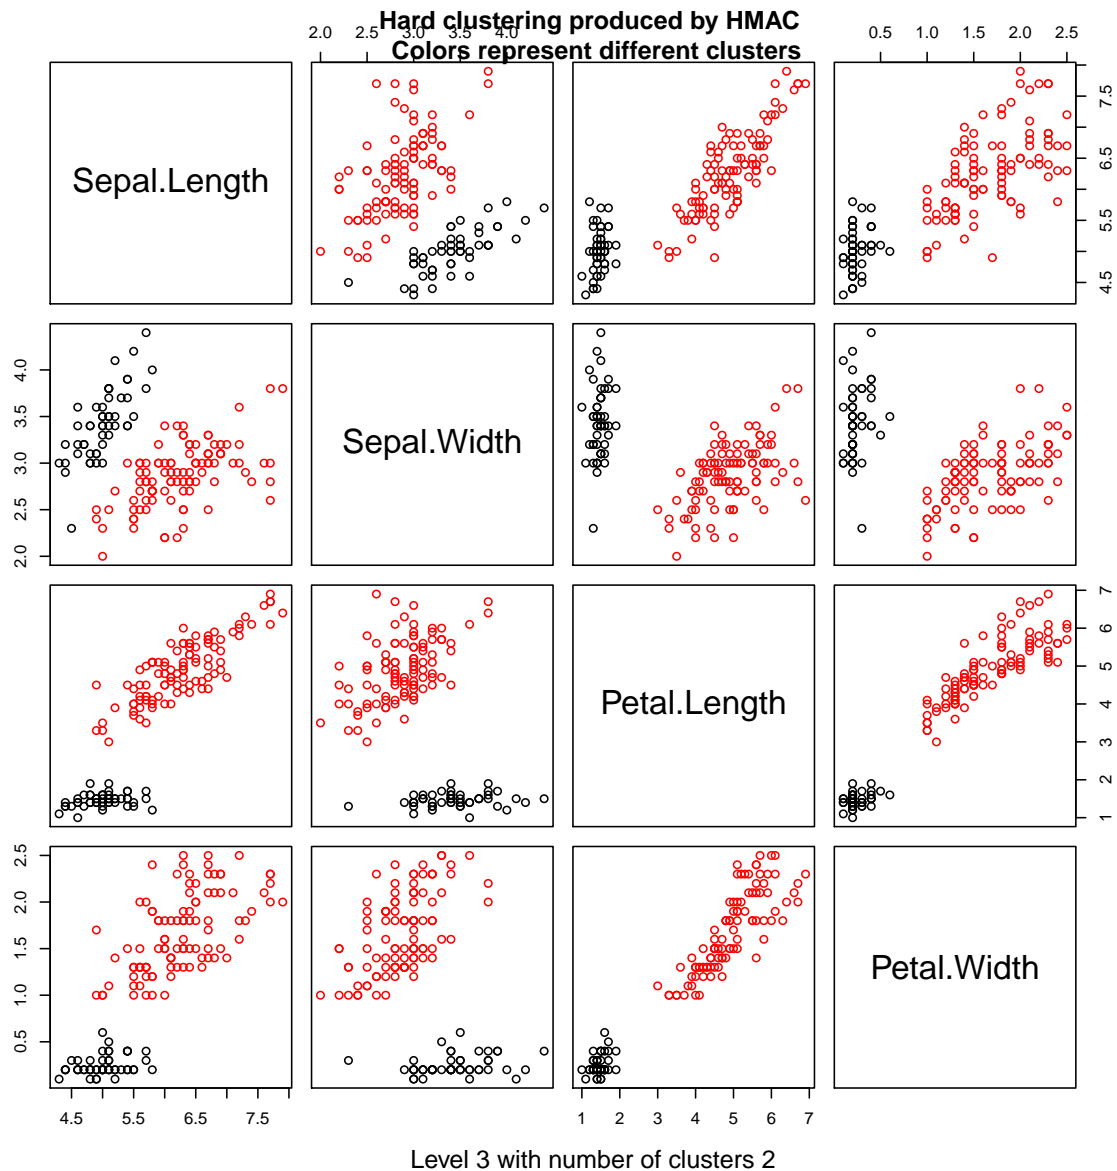 Hard clustering produced by HMAC
Colors represent different clusters
2.0 2.5 3.0 3.5 4.0
0.5 1.0 1.5 2.0 2.5
Sepal.Length
4.5 5.5 6.5 7.5
2.0 2.5 3.0 3.5 4.0
Sepal.Width
Petal.Length
1 2 3 4 5 6 7
0.5 1.0 1.5 2.0 2.5
Petal.Width
4.5 5.5 6.5 7.5
1 2 3 4 5 6 7
Level 3 with number of clusters 2